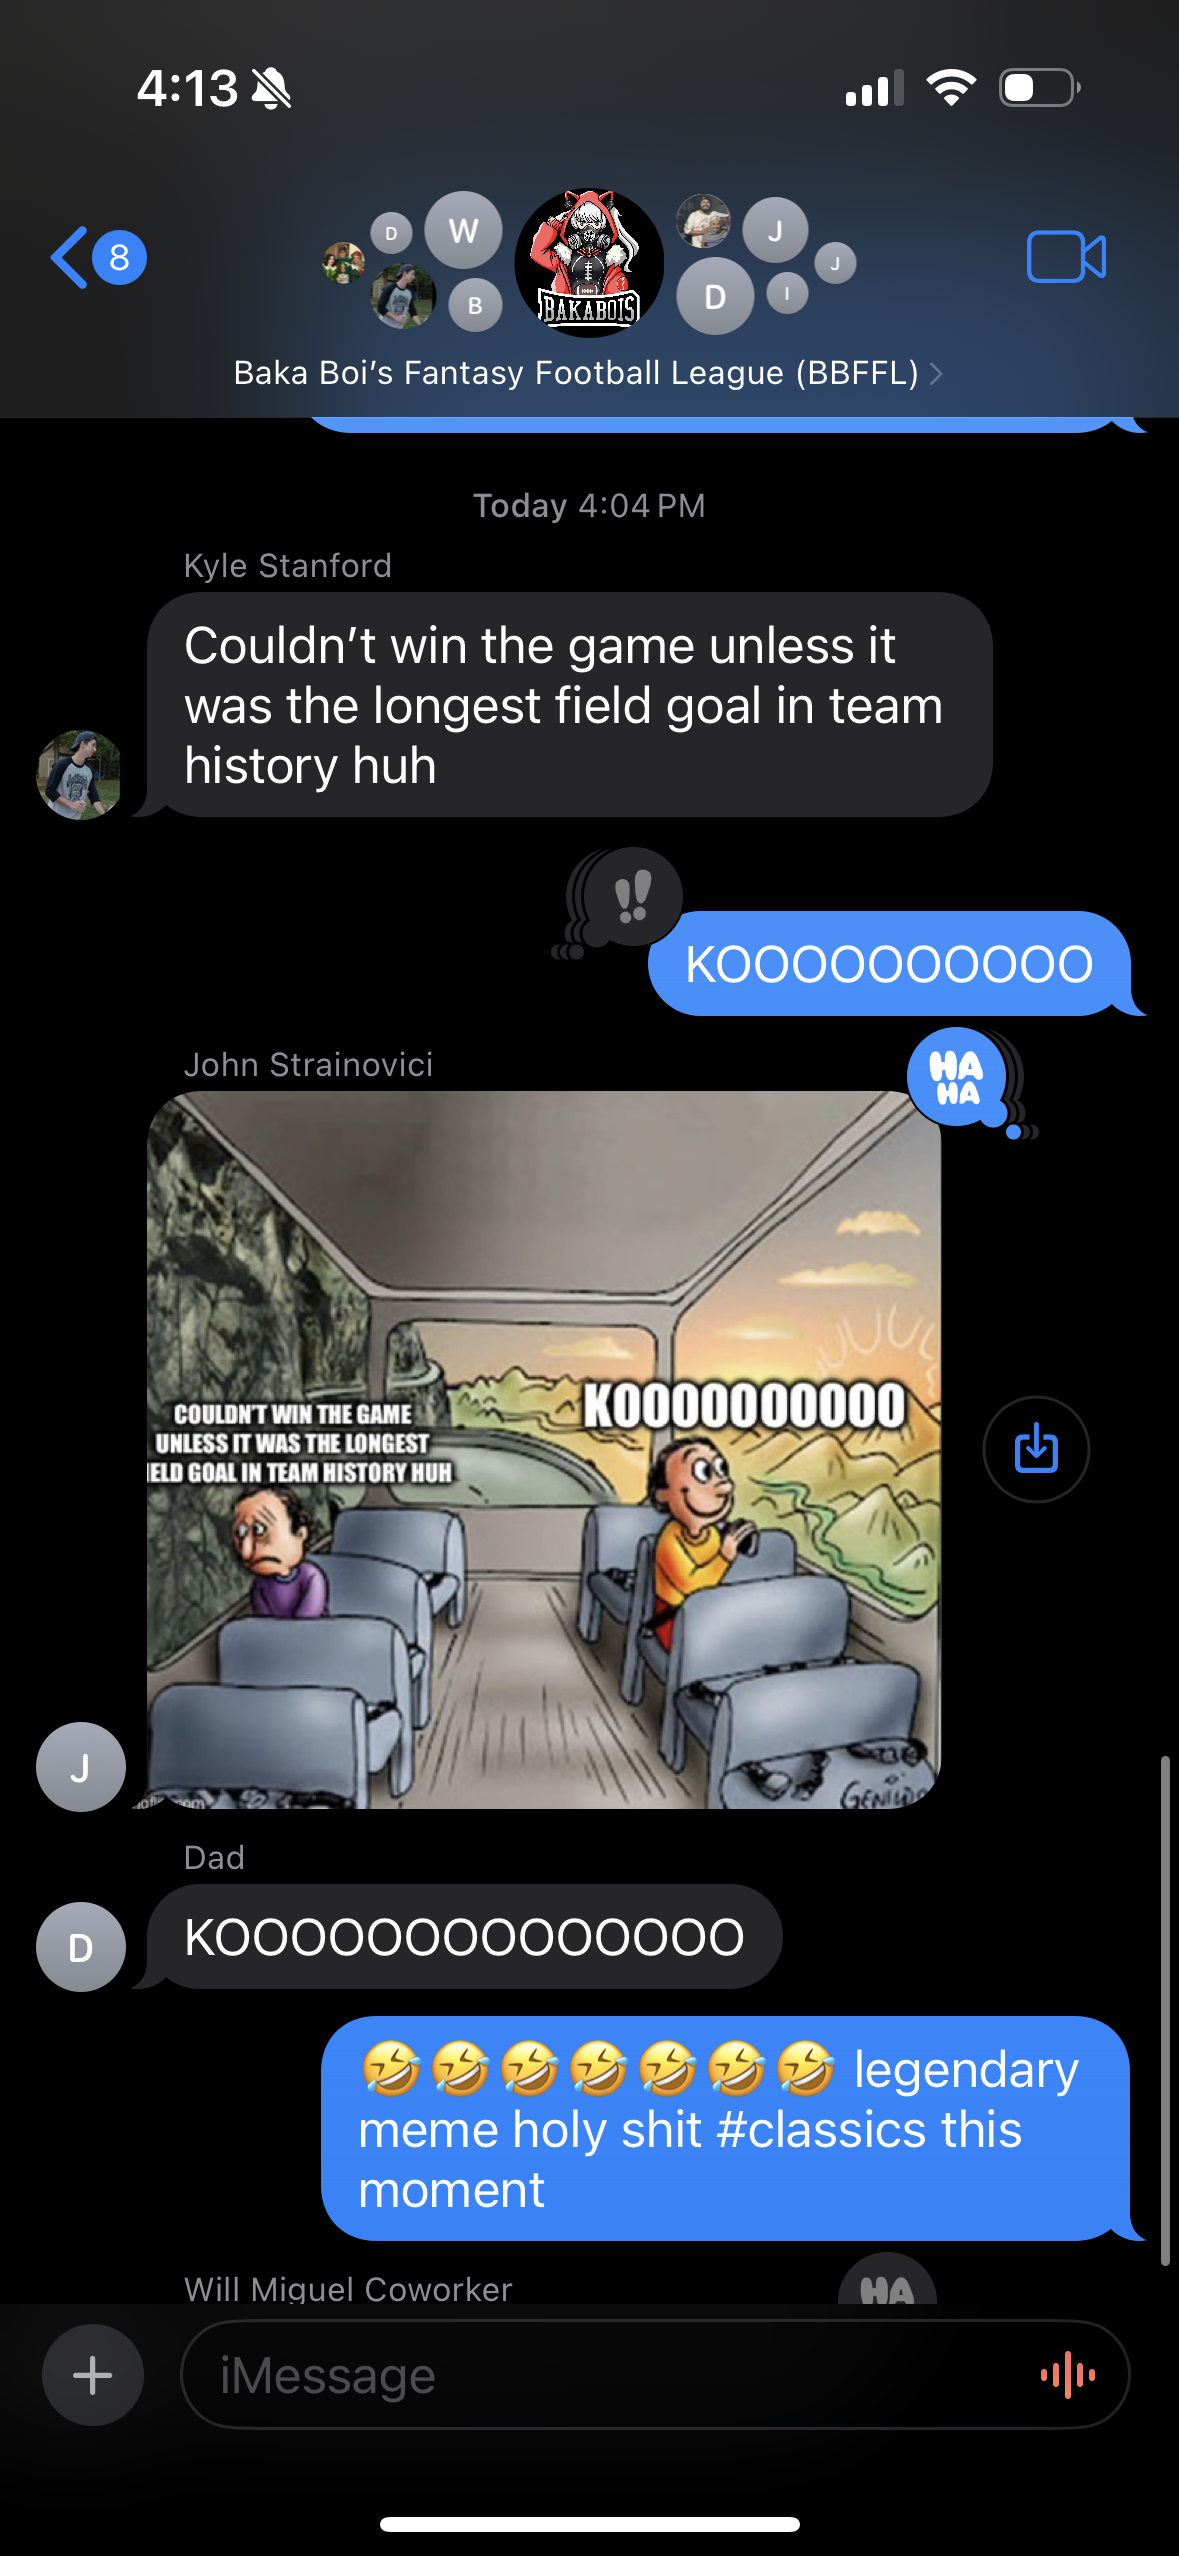 4:13
8
D
W
B
BAKABOIS
J
J
D
I
Baka Boi’s Fantasy Football League (BBFFL)
Today 4:04 PM
Kyle Stanford
Couldn’t win the game unless it
was the longest field goal in team
history huh
!!
KOOOOOOOOOO
HA
HA
John Strainovici
COULDN'T WIN THE GAME
UNLESS IT WAS THE LONGEST
IELD GOAL IN TEAM HISTORY HUH
KOOOOOOOOOO
J
Dad
D
KOOOOOOOOOOOOOO
🤣🤣🤣🤣🤣🤣🤣 legendary
meme holy shit #classics this
moment
Will Miguel Coworker
HA
iMessage